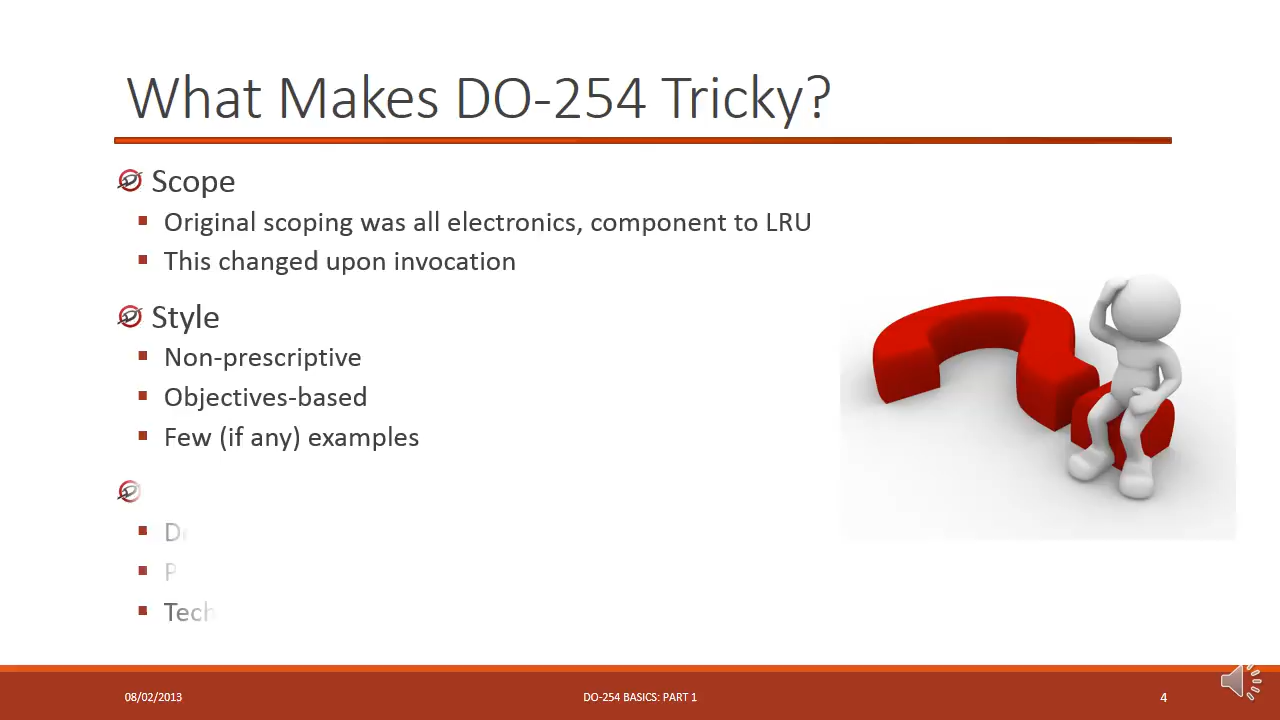 What Makes DO-254 Tricky?
Scope
Original scoping was all electronics, component to LRU
This changed upon invocation
Style
Non-prescriptive
Objectives-based
Few (if any) examples
08/02/2013
DO-254 BASICS: PART 1
4